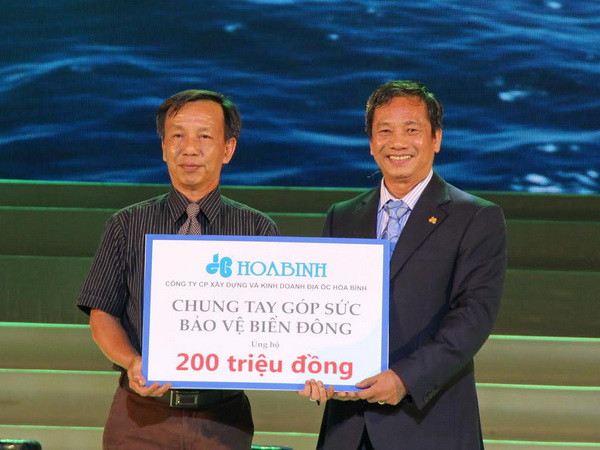 HOABINH
CÔNG TY CP XÂY DỰNG VÀ KINH DOANH ĐỊA ỐC HÒA BÌNH
CHUNG TAY GÓP SỨC
BẢO VỆ BIỂN ĐÔNG
Ủng hộ
200 triệu đồng